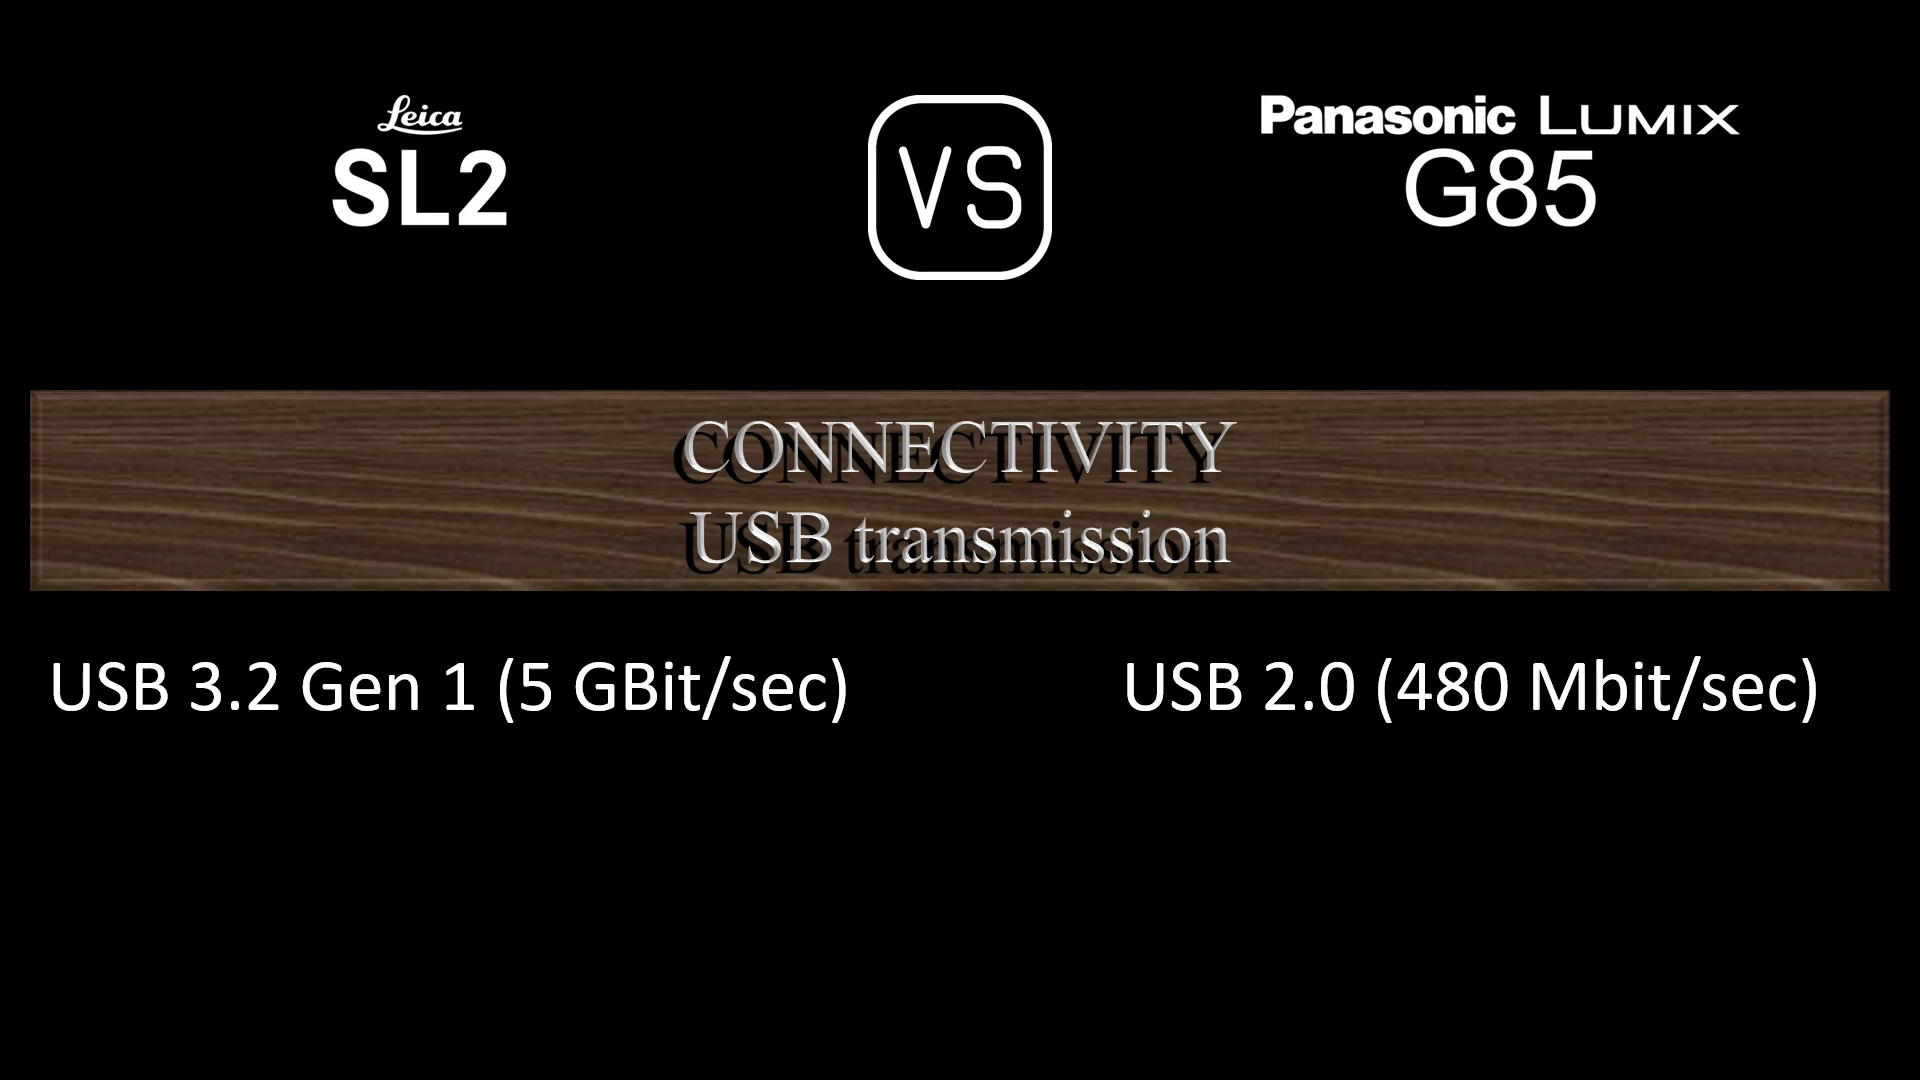 Leica
SL2
VS
Panasonic LUMIX
G85
CONNECTIVITY
USB transmission
USB 3.2 Gen 1 (5 GBit/sec)
USB 2.0 (480 Mbit/sec)